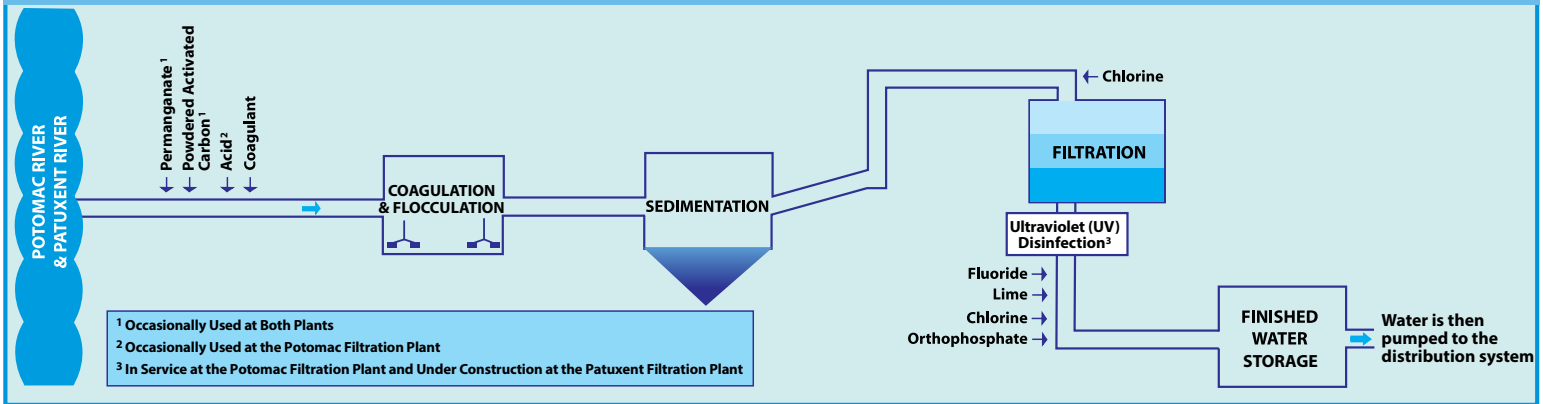 POTOMAC RIVER
& PATUXENT RIVER
Permanganate ¹
Powdered Activated
Carbon¹
Acid²
Coagulant
COAGULATION
& FLOCCULATION
SEDIMENTATION
Chlorine
FILTRATION
Ultraviolet (UV)
Disinfection³
Fluoride
Lime
Chlorine
Orthophosphate
FINISHED
WATER
STORAGE
Water is then
pumped to the
distribution system
¹ Occasionally Used at Both Plants
² Occasionally Used at the Potomac Filtration Plant
³ In Service at the Potomac Filtration Plant and Under Construction at the Patuxent Filtration Plant